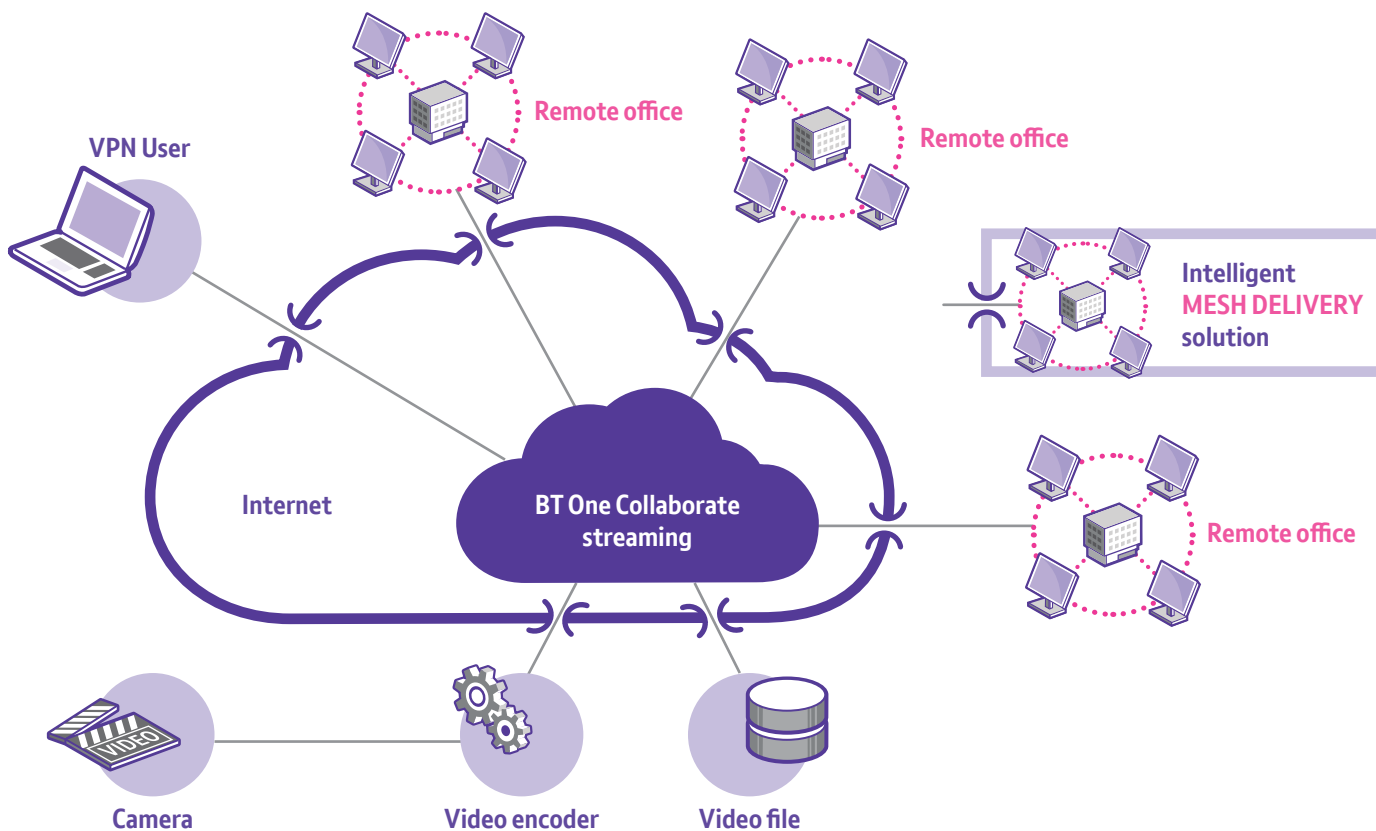 Remote office
Remote office
VPN User
Intelligent
MESH DELIVERY
solution
Internet
BT One Collaborate
streaming
Remote office
VIDEO
Camera
Video encoder
Video file